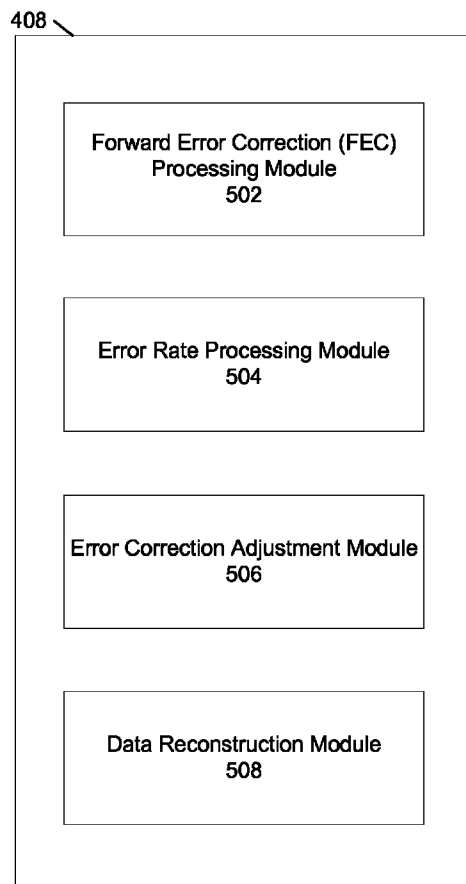 408
Forward Error Correction (FEC)
Processing Module
502
Error Rate Processing Module
504
Error Correction Adjustment Module
506
Data Reconstruction Module
508